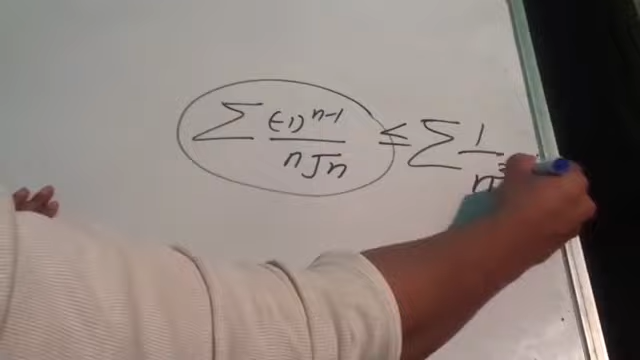 ∑ (-1)^{n-1} / n√n ≤ ∑ 1 / n